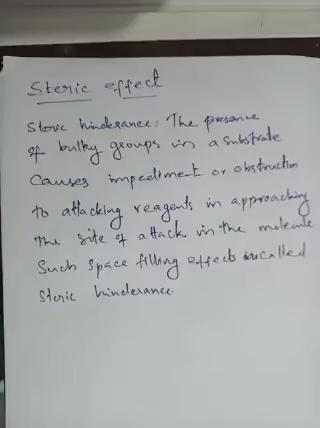 Steric effect
Steric hinderance: The presence
of bulky groups in a substrate
causes impediment or obstruction
to attacking reagents in approaching
the site of attack in the molecule
Such space filling effects are called
steric hinderance.